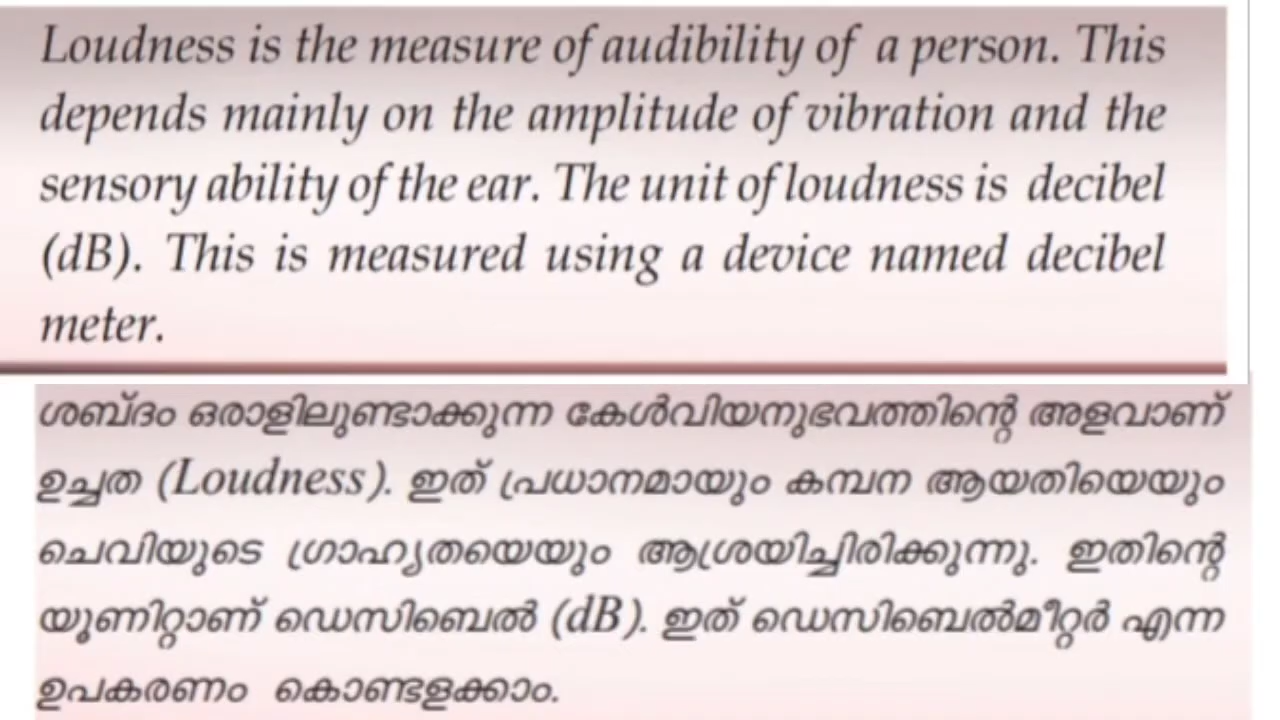 Loudness is the measure of audibility of a person. This
depends mainly on the amplitude of vibration and the
sensory ability of the ear. The unit of loudness is decibel
(dB). This is measured using a device named decibel
meter.
ശബ്ദം ഒരാളിലുണ്ടാക്കുന്ന കേൾവിയനുഭവത്തിന്റെ അളവാണ്
ഉച്ചത (Loudness). ഇത് പ്രധാനമായും കമ്പന ആയതിയെയും
ചെവിയുടെ ഗ്രാഹ്യതയെയും ആശ്രയിച്ചിരിക്കുന്നു. ഇതിന്റെ
യൂണിറ്റാണ് ഡെസിബെൽ (dB). ഇത് ഡെസിബെൽമീറ്റർ എന്ന
ഉപകരണം കൊണ്ടളക്കാം.